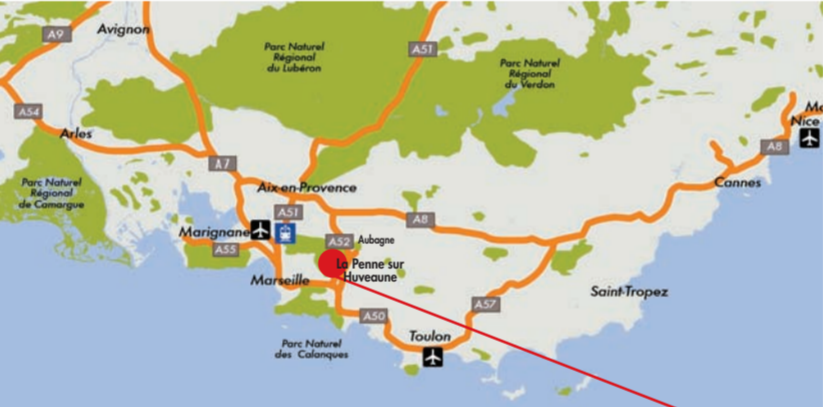 Avignon
A9
Parc Naturel
Régional
du Lubéron
A51
Parc Naturel
Régional
du Verdon
A54
Arles
A7
Nice
A8
Parc Naturel
Régional
de Camargue
Aix-en-Provence
Cannes
A51
A8
Marignane
A52
Aubagne
A55
La Penne sur
Huveaune
Marseille
Saint-Tropez
A57
A50
Toulon
Parc Naturel
des Calanques